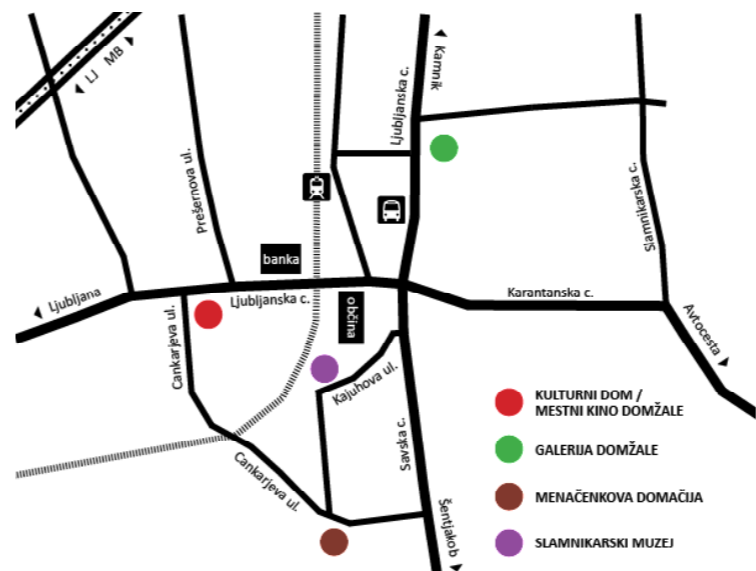 LJ MB
Kamnik
Ljubljanska c.
Prešernova ul.
Slamnikarska c.
banka
Ljubljana
Ljubljanska c.
občina
Karantanska c.
Avtocesta
Cankarjeva ul.
Kajuhova ul.
Savska c.
Cankarjeva ul.
Šentjakob
KULTURNI DOM /
MESTNI KINO DOMŽALE
GALERIJA DOMŽALE
MENAČENKOVA DOMAČIJA
SLAMNIKARSKI MUZEJ